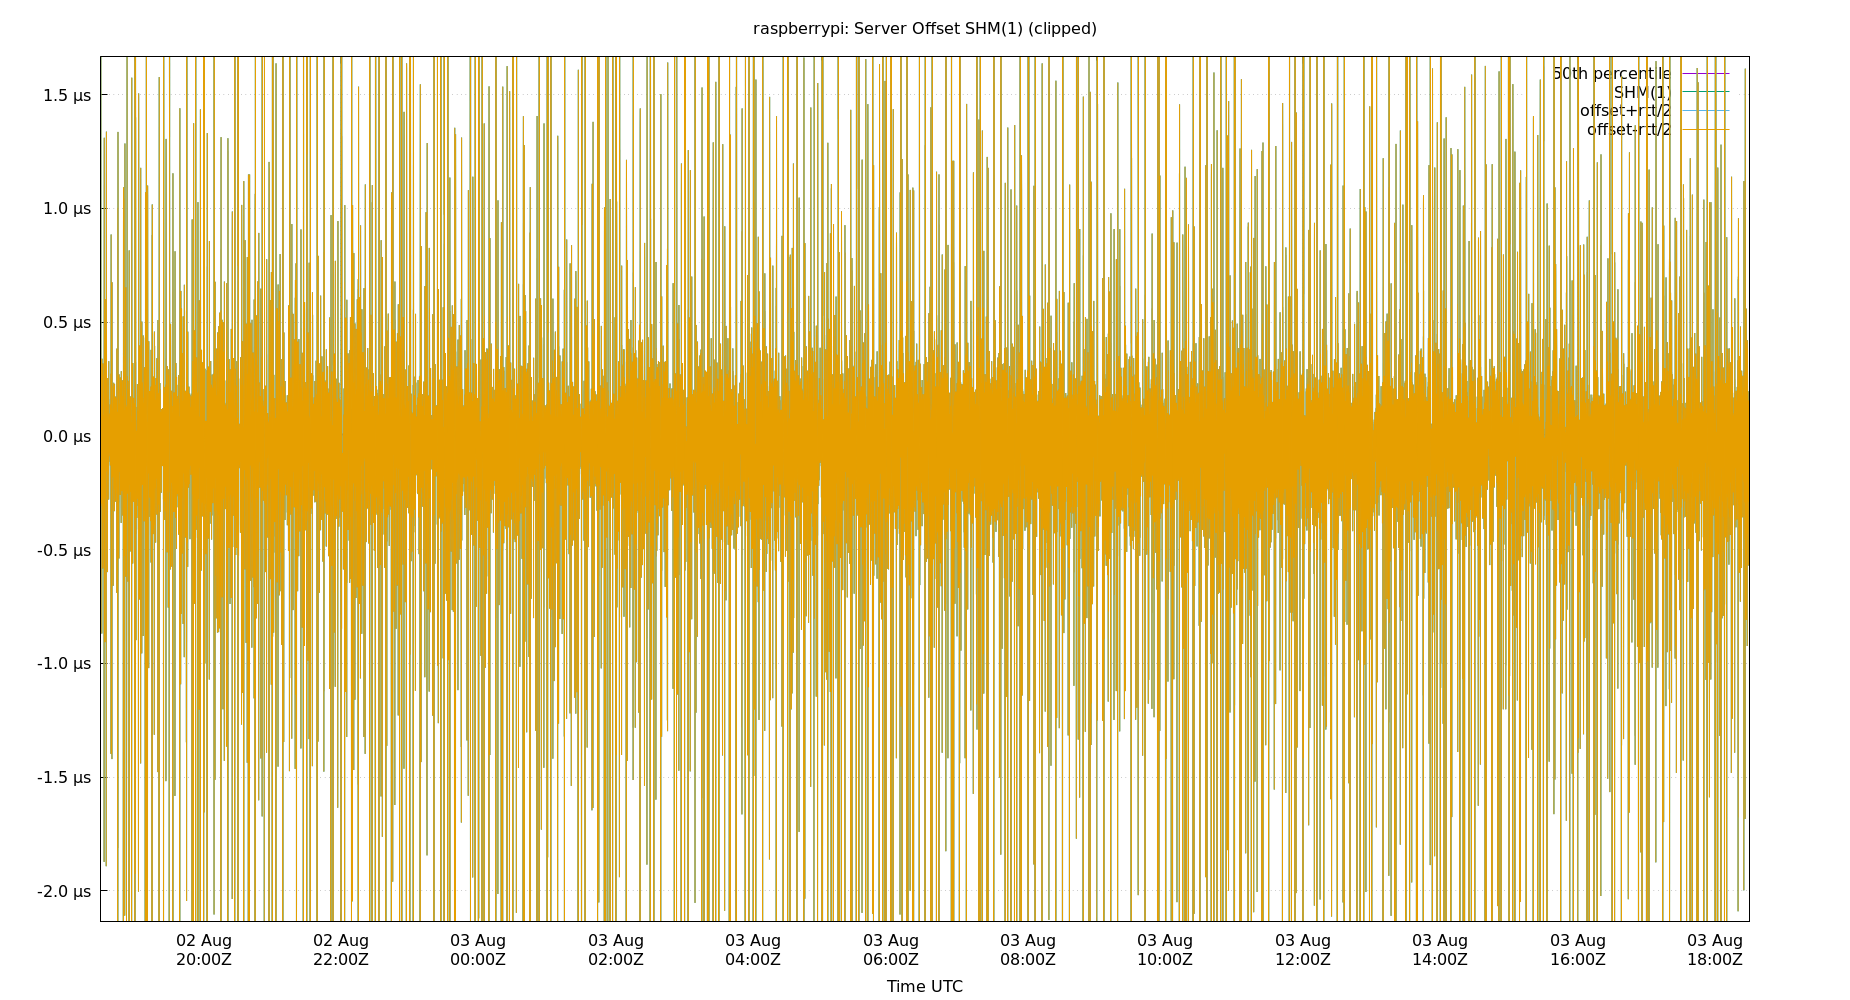 raspberrypi: Server Offset SHM(1) (clipped)
50th percentile
SHM(1)
offset+rtt/2
offset-rtt/2
1.5 µs
1.0 µs
0.5 µs
0.0 µs
-0.5 µs
-1.0 µs
-1.5 µs
-2.0 µs
02 Aug 02 Aug 03 Aug 03 Aug 03 Aug 03 Aug 03 Aug 03 Aug 03 Aug 03 Aug 03 Aug 03 Aug
20:00Z 22:00Z 00:00Z 02:00Z 04:00Z 06:00Z 08:00Z 10:00Z 12:00Z 14:00Z 16:00Z 18:00Z
Time UTC